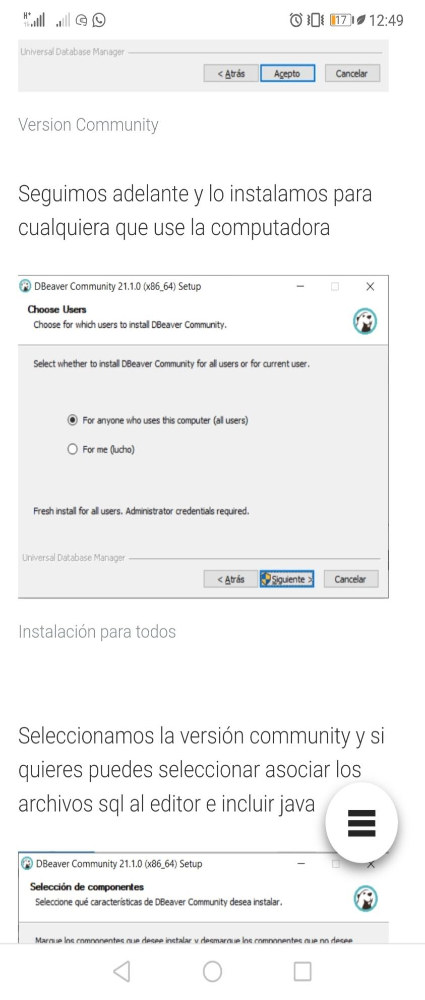 H+
17
12:49
Universal Database Manager
< Atrás
Acepto
Cancelar
Version Community
Seguimos adelante y lo instalamos para
cualquiera que use la computadora
DBeaver Community 21.1.0 (x86_64) Setup
Choose Users
Choose for which users to install DBeaver Community.
Select whether to install DBeaver Community for all users or for current user.
For anyone who uses this computer (all users)
For me (lucho)
Fresh install for all users. Administrator credentials required.
Universal Database Manager
< Atrás
Siguiente >
Cancelar
Instalación para todos
Seleccionamos la versión community y si
quieres puedes seleccionar asociar los
archivos sql al editor e incluir java
DBeaver Community 21.1.0 (x86_64) Setup
Selección de componentes
Seleccione qué características de DBeaver Community desea instalar.
Marque los componentes que desee instalar y desmarque los componentes que no desee